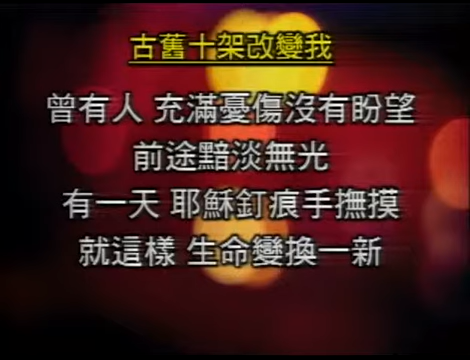 古舊十架改變我
曾有人 充滿憂傷沒有盼望
前途黯淡無光
有一天 耶穌釘痕手撫摸
就這樣 生命變換一新